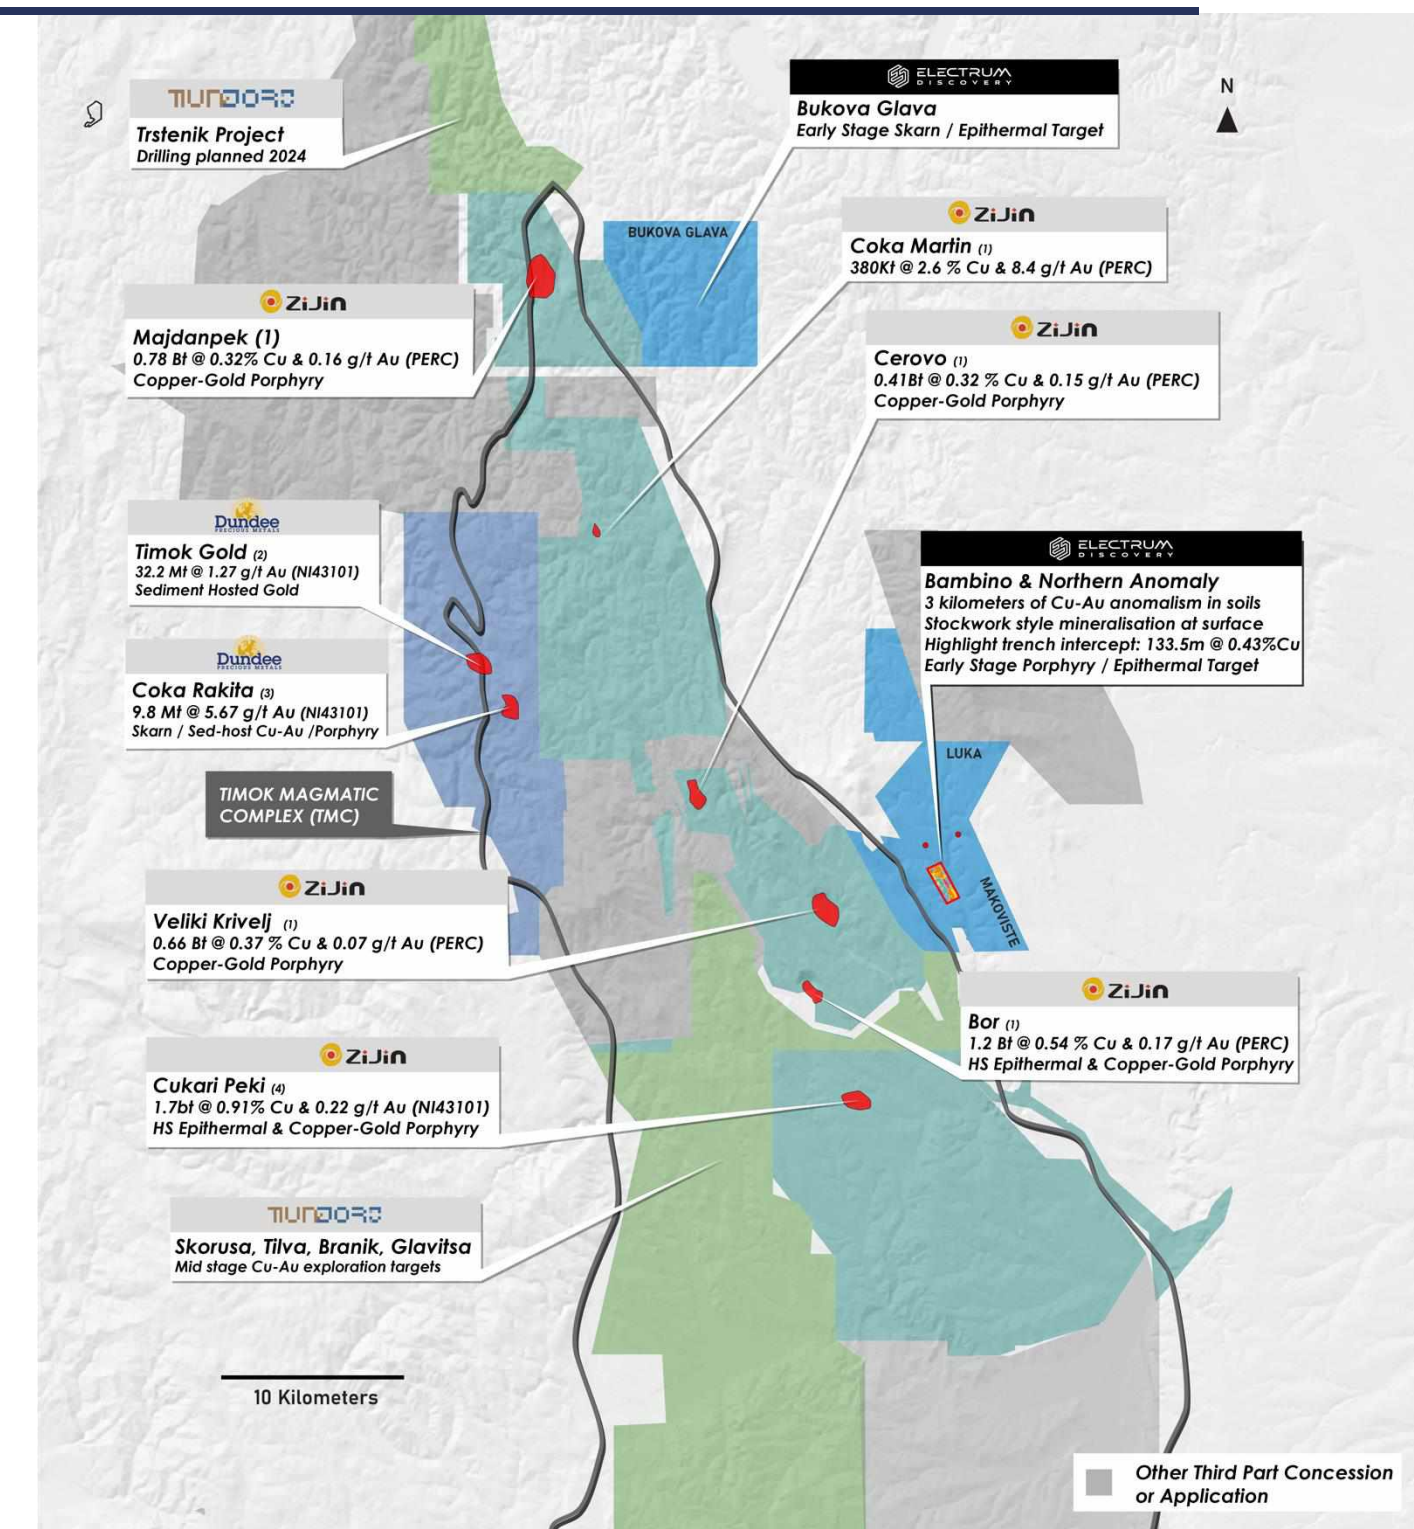 MUNDORO
Trstenik Project
Drilling planned 2024
ELECTRUM
DISCOVERY
Bukova Glava
Early Stage Skarn / Epithermal Target
N
ZiJin
Coka Martin (1)
380Kt @ 2.6 % Cu & 8.4 g/t Au (PERC)
BUKOVA GLAVA
ZiJin
Majdanpek (1)
0.78 Bt @ 0.32% Cu & 0.16 g/t Au (PERC)
Copper-Gold Porphyry
ZiJin
Cerovo (1)
0.41Bt @ 0.32 % Cu & 0.15 g/t Au (PERC)
Copper-Gold Porphyry
Dundee
PRECIOUS METALS
Timok Gold (2)
32.2 Mt @ 1.27 g/t Au (NI43101)
Sediment Hosted Gold
ELECTRUM
DISCOVERY
Bambino & Northern Anomaly
3 kilometers of Cu-Au anomalism in soils
Stockwork style mineralisation at surface
Highlight trench intercept: 133.5m @ 0.43%Cu
Early Stage Porphyry / Epithermal Target
Dundee
PRECIOUS METALS
Coka Rakita (3)
9.8 Mt @ 5.67 g/t Au (NI43101)
Skarn / Sed-host Cu-Au /Porphyry
LUKA
TIMOK MAGMATIC
COMPLEX (TMC)
MAKOVISTE
ZiJin
Veliki Krivelj (1)
0.66 Bt @ 0.37 % Cu & 0.07 g/t Au (PERC)
Copper-Gold Porphyry
ZiJin
Bor (1)
1.2 Bt @ 0.54 % Cu & 0.17 g/t Au (PERC)
HS Epithermal & Copper-Gold Porphyry
ZiJin
Cukari Peki (4)
1.7bt @ 0.91% Cu & 0.22 g/t Au (NI43101)
HS Epithermal & Copper-Gold Porphyry
MUNDORO
Skorusa, Tilva, Branik, Glavitsa
Mid stage Cu-Au exploration targets
10 Kilometers
Other Third Part Concession
or Application